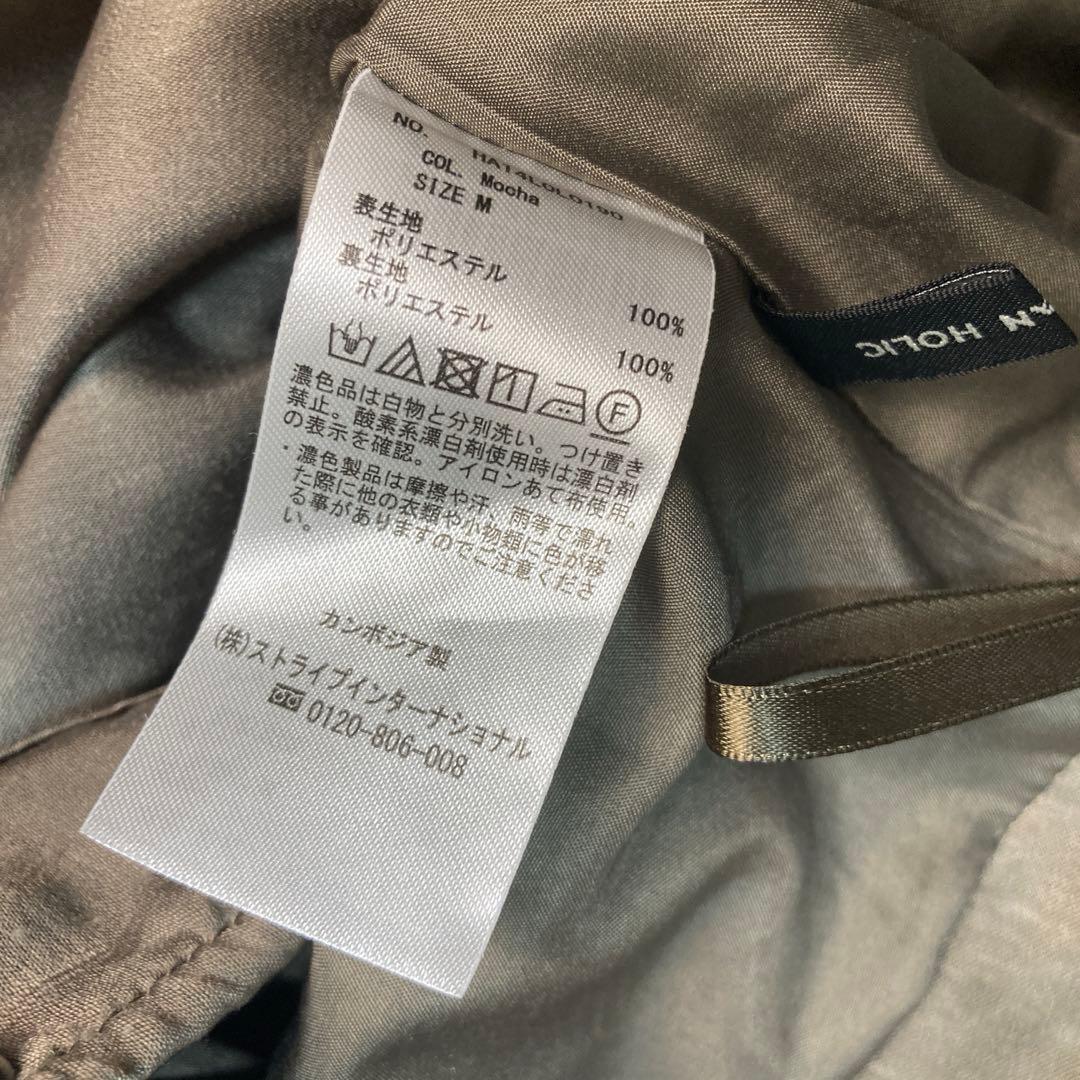 NO. HA14L0L0100
COL. Mocha
SIZE M
表生地
ポリエステル 100%
裏生地
ポリエステル 100%
F
濃色品は白物と分別洗い。つけ置き
禁止。酸素系漂白剤使用時は漂白剤
の表示を確認。アイロンあて布使用。
・濃色製品は摩擦や汗、雨等で濡れ
た際に他の衣類や小物類に色が移
る事がありますのでご注意くださ
い。
カンボジア製
(株)ストライプインターナショナル
0120-806-008
HOLIC